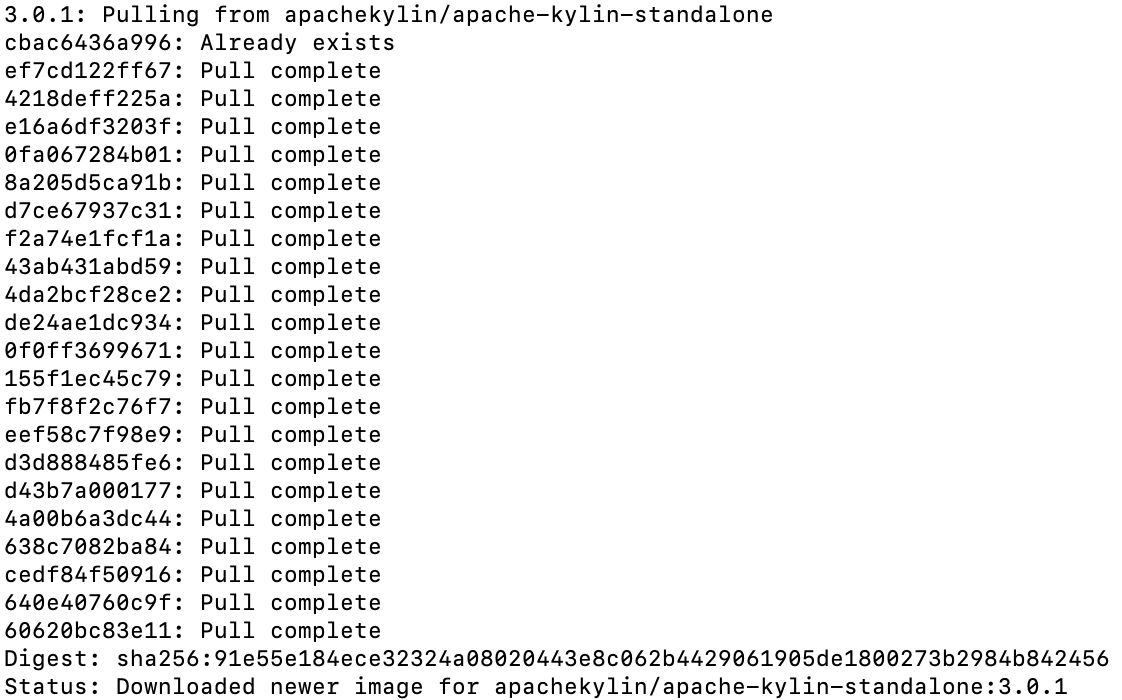 3.0.1: Pulling from apachekylin/apache-kylin-standalone
cbac6436a996: Already exists
ef7cd122ff67: Pull complete
4218deff225a: Pull complete
e16a6df3203f: Pull complete
0fa067284b01: Pull complete
8a205d5ca91b: Pull complete
d7ce67937c31: Pull complete
f2a74e1fcf1a: Pull complete
43ab431abd59: Pull complete
4da2bcf28ce2: Pull complete
de24ae1dc934: Pull complete
0f0ff3699671: Pull complete
155f1ec45c79: Pull complete
fb7f8f2c76f7: Pull complete
eef58c7f98e9: Pull complete
d3d888485fe6: Pull complete
d43b7a000177: Pull complete
4a00b6a3dc44: Pull complete
638c7082ba84: Pull complete
cedf84f50916: Pull complete
640e40760c9f: Pull complete
60620bc83e11: Pull complete
Digest: sha256:91e55e184ece32324a08020443e8c062b4429061905de1800273b2984b842456
Status: Downloaded newer image for apachekylin/apache-kylin-standalone:3.0.1